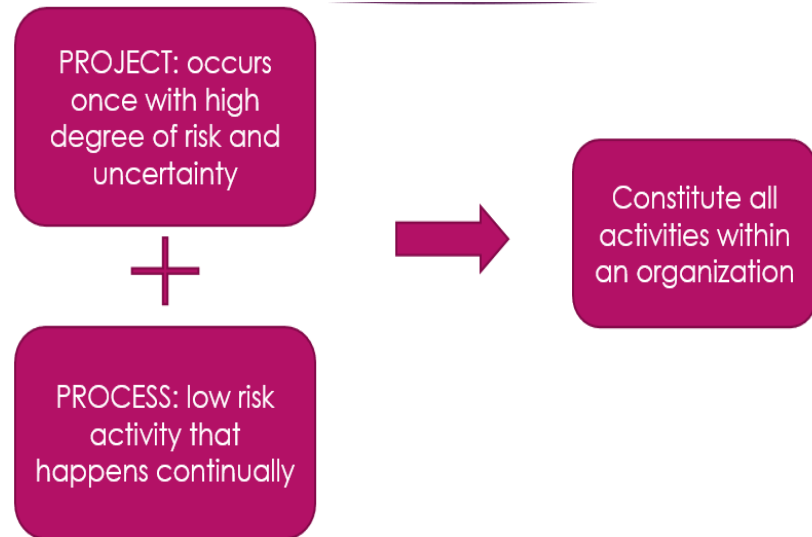 PROJECT: occurs
once with high
degree of risk and
uncertainty
PROCESS: low risk
activity that
happens continually
Constitute all
activities within
an organization